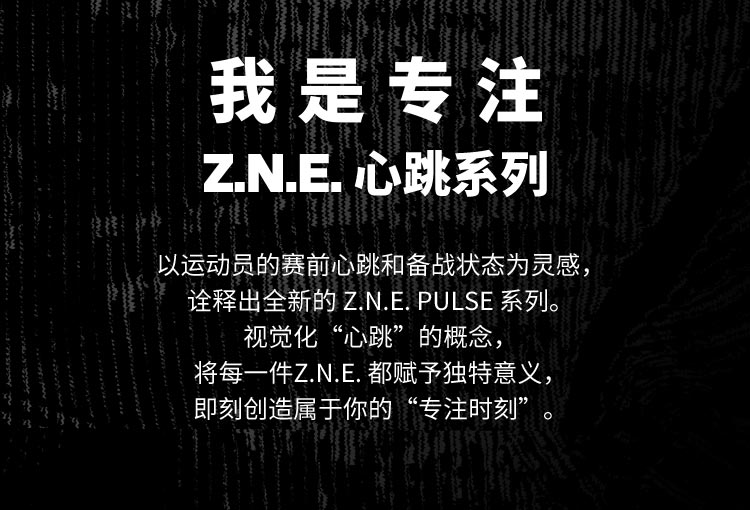 我是专注
Z.N.E. 心跳系列
以运动员的赛前心跳和备战状态为灵感，
诠释出全新的 Z.N.E. PULSE 系列。
视觉化“心跳”的概念，
将每一件Z.N.E. 都赋予独特意义，
即刻创造属于你的“专注时刻”。